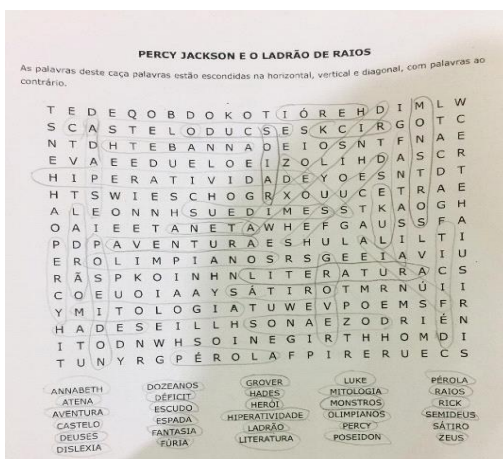 PERCY JACKSON E O LADRÃO DE RAIOS
As palavras deste caça palavras estão escondidas na horizontal, vertical e diagonal, com palavras ao
contrário.
T E D E Q O B D O K O T I Ó R E H D I M L W
S C A S T E L O D U C S E S K C I R G O T C
N T D H T E B A N N A O E I O S N T F N A E
E V A E E D U E L O E I Z O L I H D A S C R
H I P E R A T I V I D A D E Y O E S N T D T
H T S W I E S C H O G R X O U U C E T R A E
A L E O N N H S U E D I M E S S T K A O G H
O A I E E T A N E T A W H E F G A U S S F A
P D P A V E N T U R A E S H U L A L I L T I
E R O L I M P I A N O S R S G E E I A V I U
R Ã S P K O I N H N L I T E R A T U R A C S
C O E U O I A A Y S Á T I R O T M R N Ú I I
Y M I T O L O G I A T U W E V P O E M S F R
H A D E S E I L L H S O N A E Z O D R I É N
I T O D N W H S O I N E G I R T H H O M D I
T U N Y R G P É R O L A F P I R E R U E C S
ANNABETH DOZEANOS GROVER LUKE PÉROLA
ATENA DÉFICIT HADES MITOLOGIA RAIOS
AVENTURA ESCUDO HERÓI MONSTROS RICK
CASTELO ESPADA HIPERATIVIDADE OLIMPIANOS SEMIDEUS
DEUSES FANTASIA LADRÃO PERCY SÁTIRO
DISLEXIA FÚRIA LITERATURA POSEIDON ZEUS